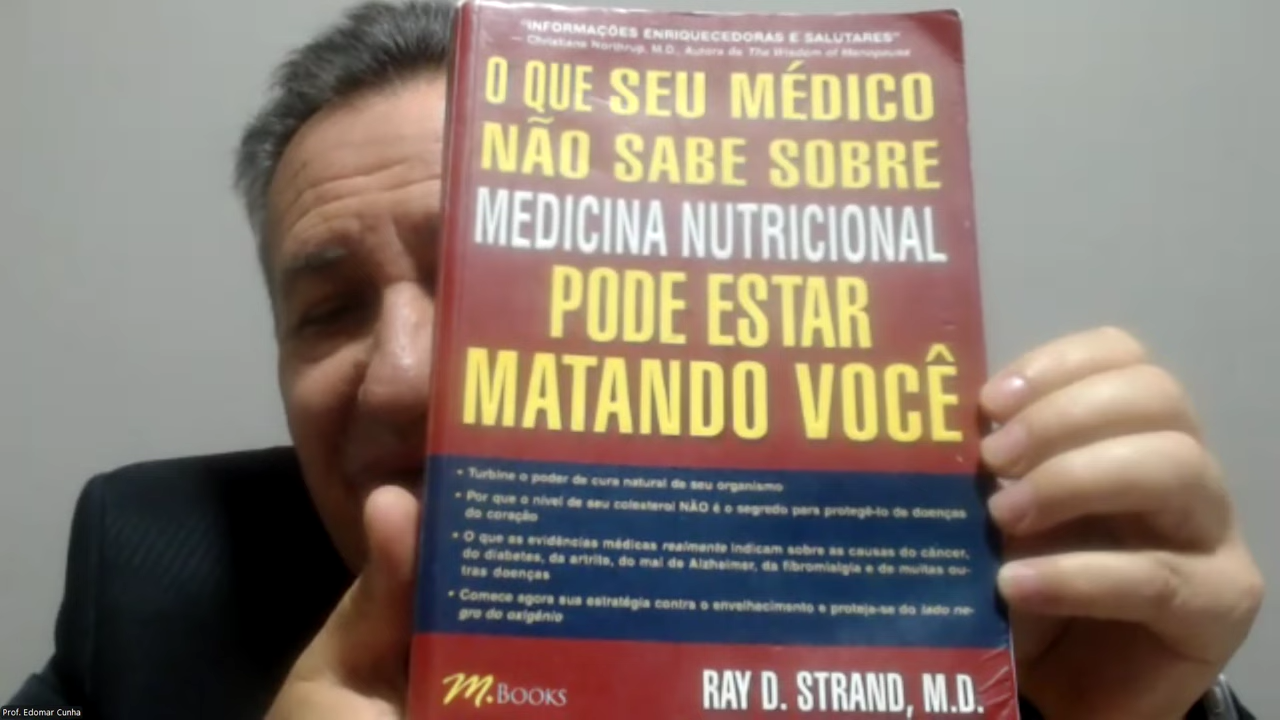 "INFORMAÇÕES ENRIQUECEDORAS E SALUTARES"
— Christiane Northrup, M.D., Autora de The Wisdom of Menopause
O QUE SEU MÉDICO
NÃO SABE SOBRE
MEDICINA NUTRICIONAL
PODE ESTAR
MATANDO VOCÊ
• Turbine o poder de cura natural de seu organismo
• Por que o nível de seu colesterol NÃO é o segredo para protegê-lo de doenças
do coração
• O que as evidências médicas realmente indicam sobre as causas do câncer,
do diabetes, da artrite, do mal de Alzheimer, da fibromialgia e de muitas ou-
tras doenças
• Comece agora sua estratégia contra o envelhecimento e proteja-se do lado ne-
gro do oxigênio
M.BOOKS
RAY D. STRAND, M.D.
Prof. Edomar Cunha